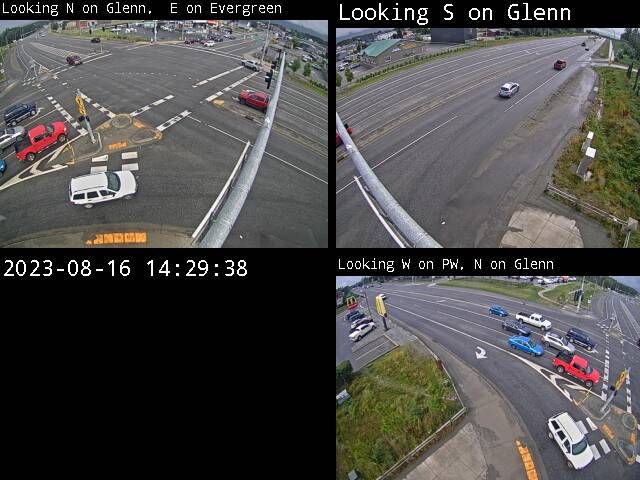 Looking N on Glenn,  E on Evergreen
Looking S on Glenn
2023-08-16 14:29:38
Looking W on PW, N on Glenn